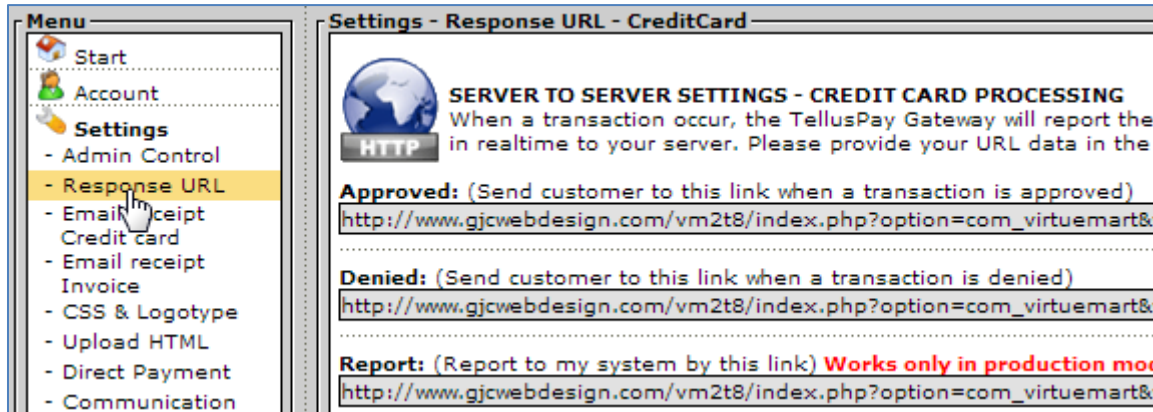 Menu
Start
Account
Settings
- Admin Control
- Response URL
- Email receipt
Credit card
- Email receipt
Invoice
- CSS & Logotype
- Upload HTML
- Direct Payment
- Communication
Settings - Response URL - CreditCard
HTTP
SERVER TO SERVER SETTINGS - CREDIT CARD PROCESSING
When a transaction occur, the TellusPay Gateway will report the
in realtime to your server. Please provide your URL data in the
Approved: (Send customer to this link when a transaction is approved)
http://www.gjcwebdesign.com/vm2t8/index.php?option=com_virtuemart&
Denied: (Send customer to this link when a transaction is denied)
http://www.gjcwebdesign.com/vm2t8/index.php?option=com_virtuemart&
Report: (Report to my system by this link) Works only in production mod
http://www.gjcwebdesign.com/vm2t8/index.php?option=com_virtuemart&